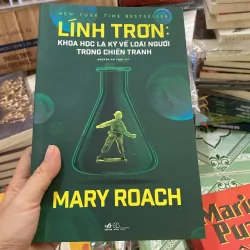 NEW YORK TIMES BESTSELLER
LÍNH TRƠN:
KHOA HỌC LẠ KỲ VỀ LOÀI NGƯỜI
TRONG CHIẾN TRANH
MARY ROACH